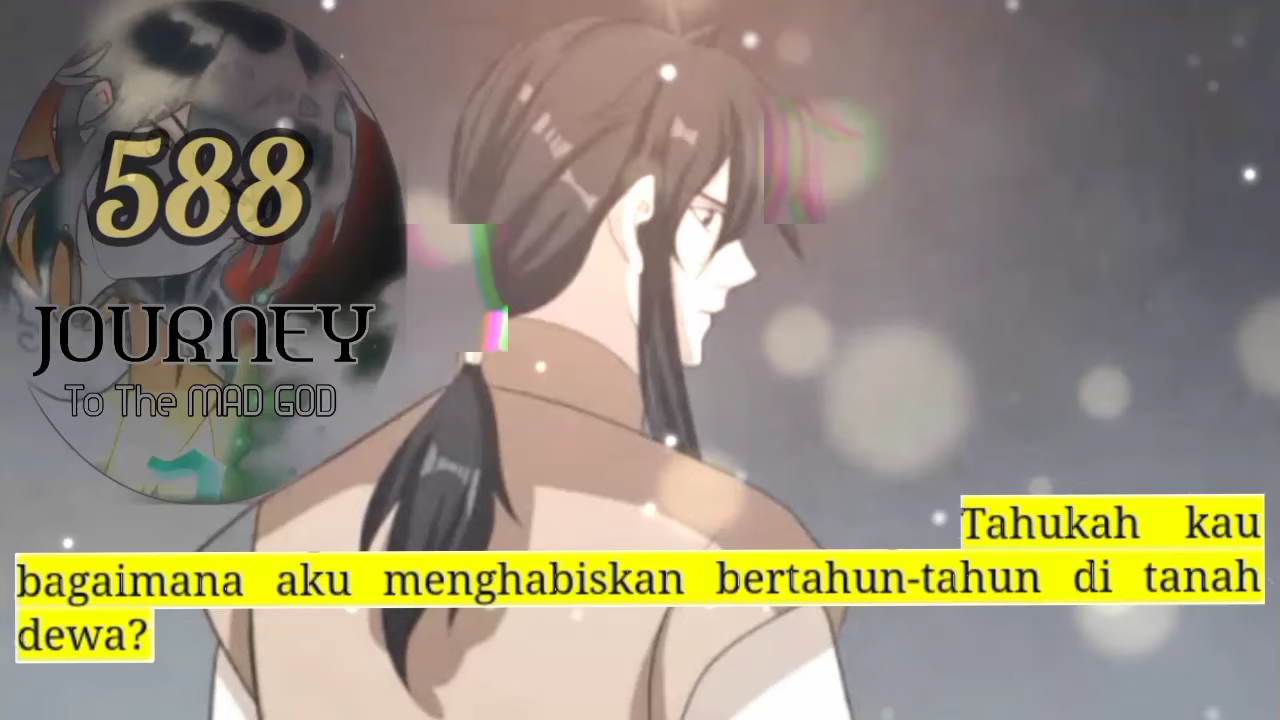 588
JOURNEY
To The MAD GOD
Tahukah kau
bagaimana aku menghabiskan bertahun-tahun di tanah
dewa?